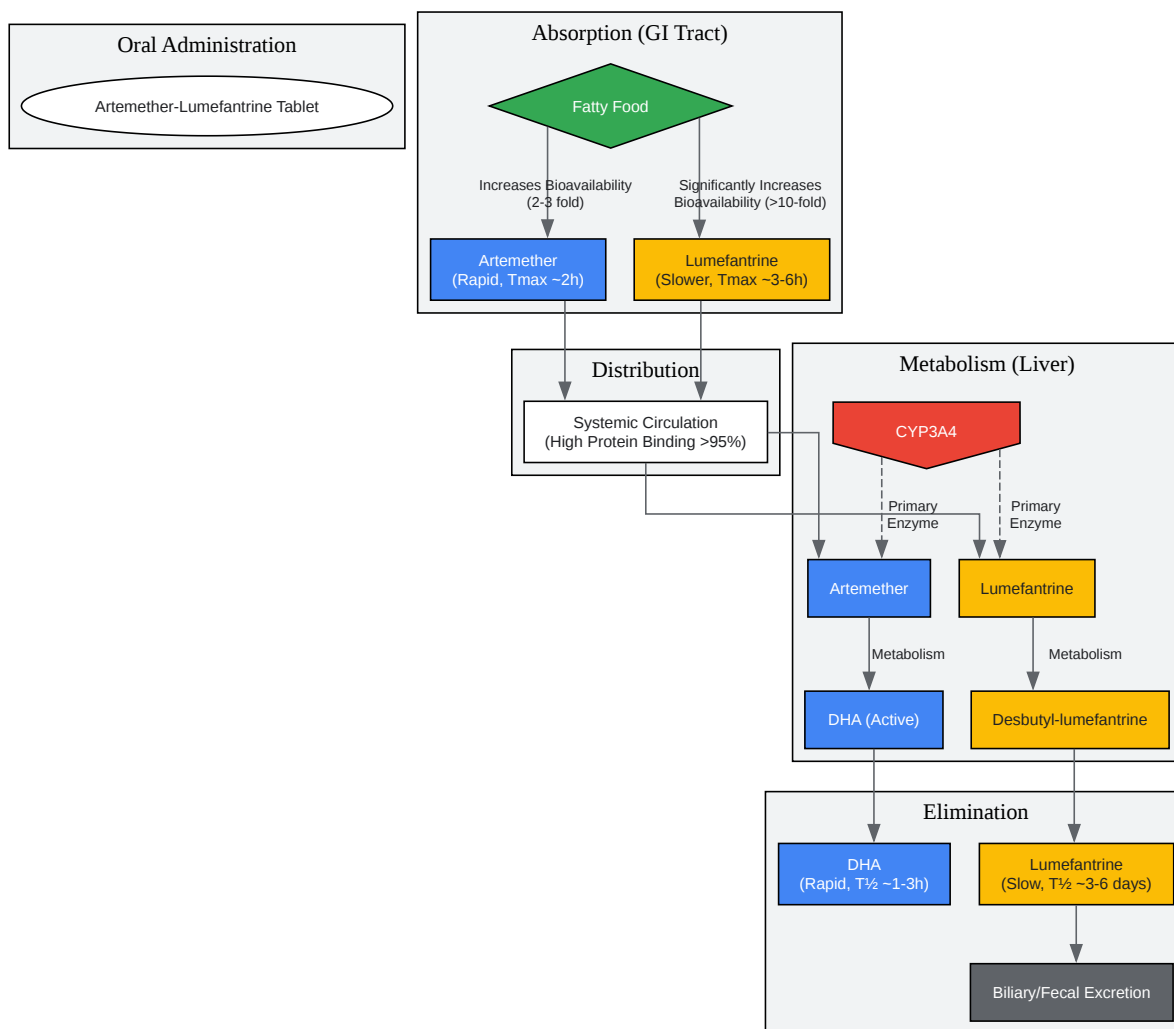 Oral Administration
Artemether-Lumefantrine Tablet
Absorption (GI Tract)
Fatty Food
Increases Bioavailability
(2-3 fold)
Significantly Increases
Bioavailability (>10-fold)
Artemether
(Rapid, Tmax ~2h)
Lumefantrine
(Slower, Tmax ~3-6h)
Distribution
Systemic Circulation
(High Protein Binding >95%)
Metabolism (Liver)
CYP3A4
Primary
Enzyme
Primary
Enzyme
Artemether
Lumefantrine
Metabolism
Metabolism
DHA (Active)
Desbutyl-lumefantrine
Elimination
DHA
(Rapid, T½ ~1-3h)
Lumefantrine
(Slow, T½ ~3-6 days)
Biliary/Fecal Excretion